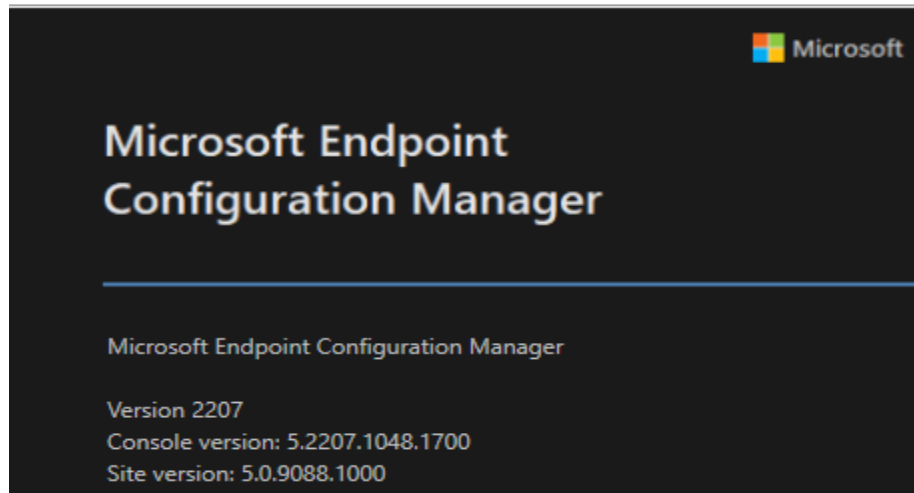 Microsoft
Microsoft Endpoint
Configuration Manager
Microsoft Endpoint Configuration Manager
Version 2207
Console version: 5.2207.1048.1700
Site version: 5.0.9088.1000